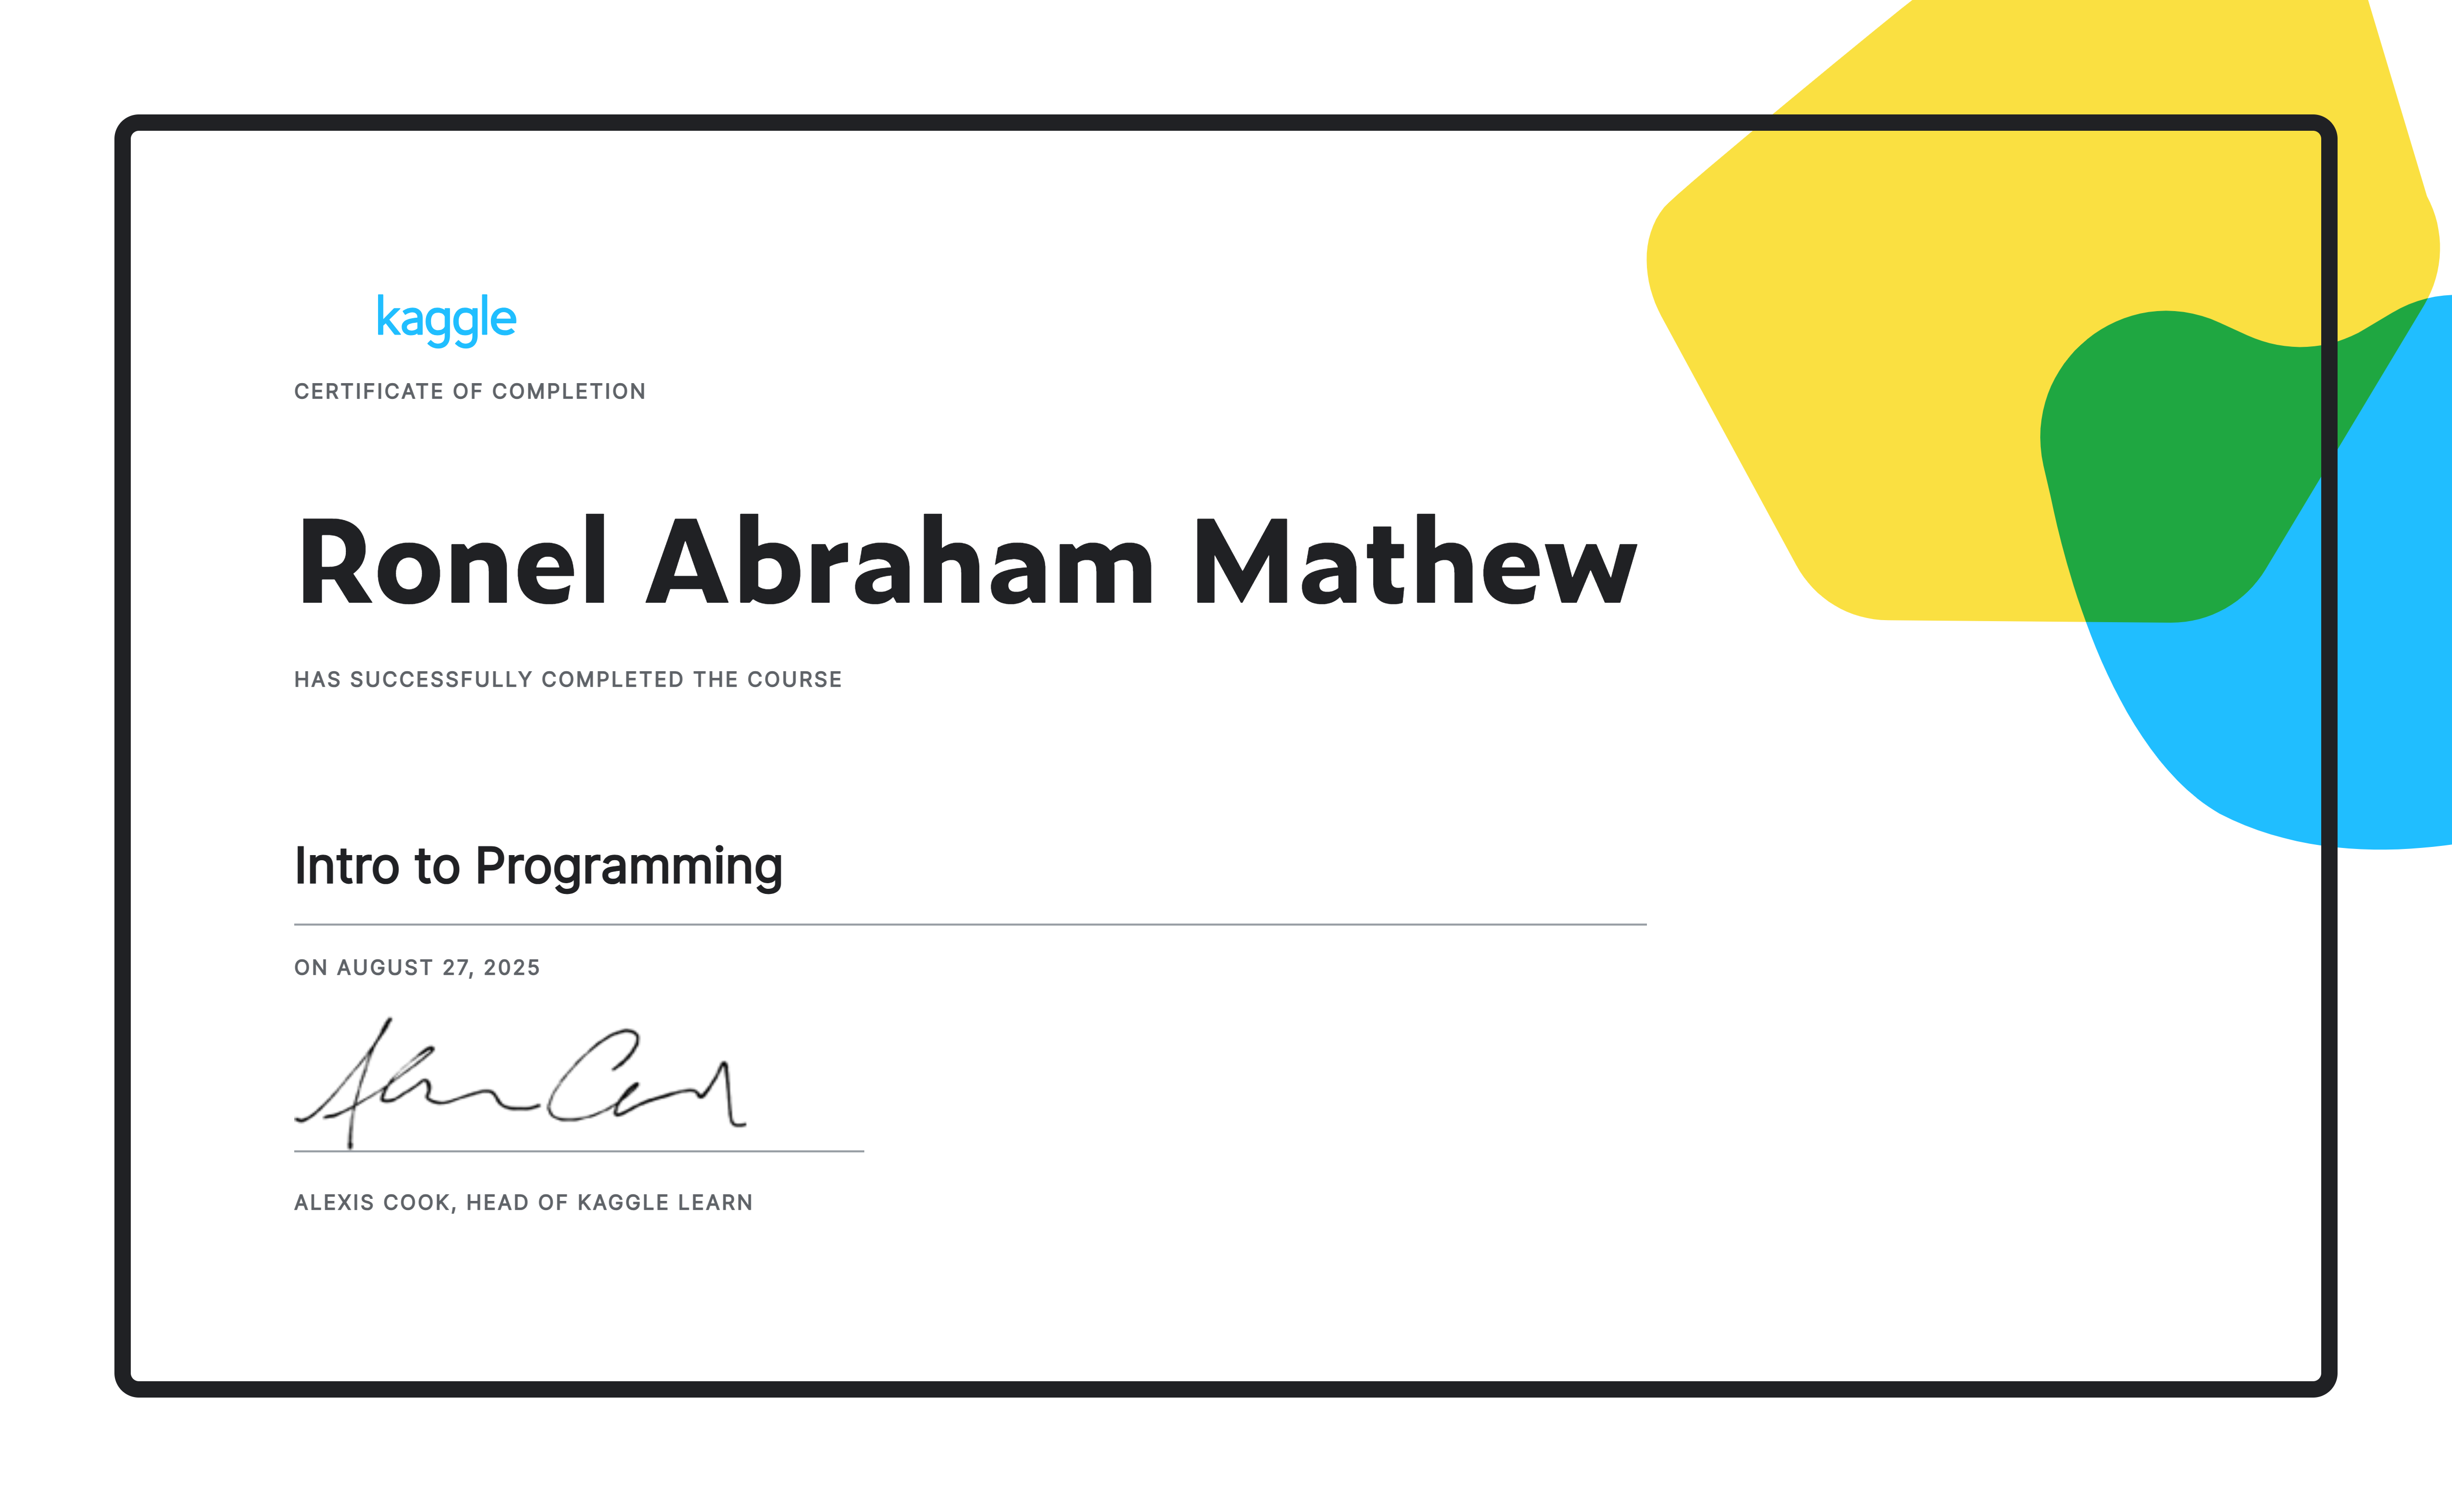 kaggle
CERTIFICATE OF COMPLETION
Ronel Abraham Mathew
HAS SUCCESSFULLY COMPLETED THE COURSE
Intro to Programming
ON AUGUST 27, 2025
ALEXIS COOK, HEAD OF KAGGLE LEARN